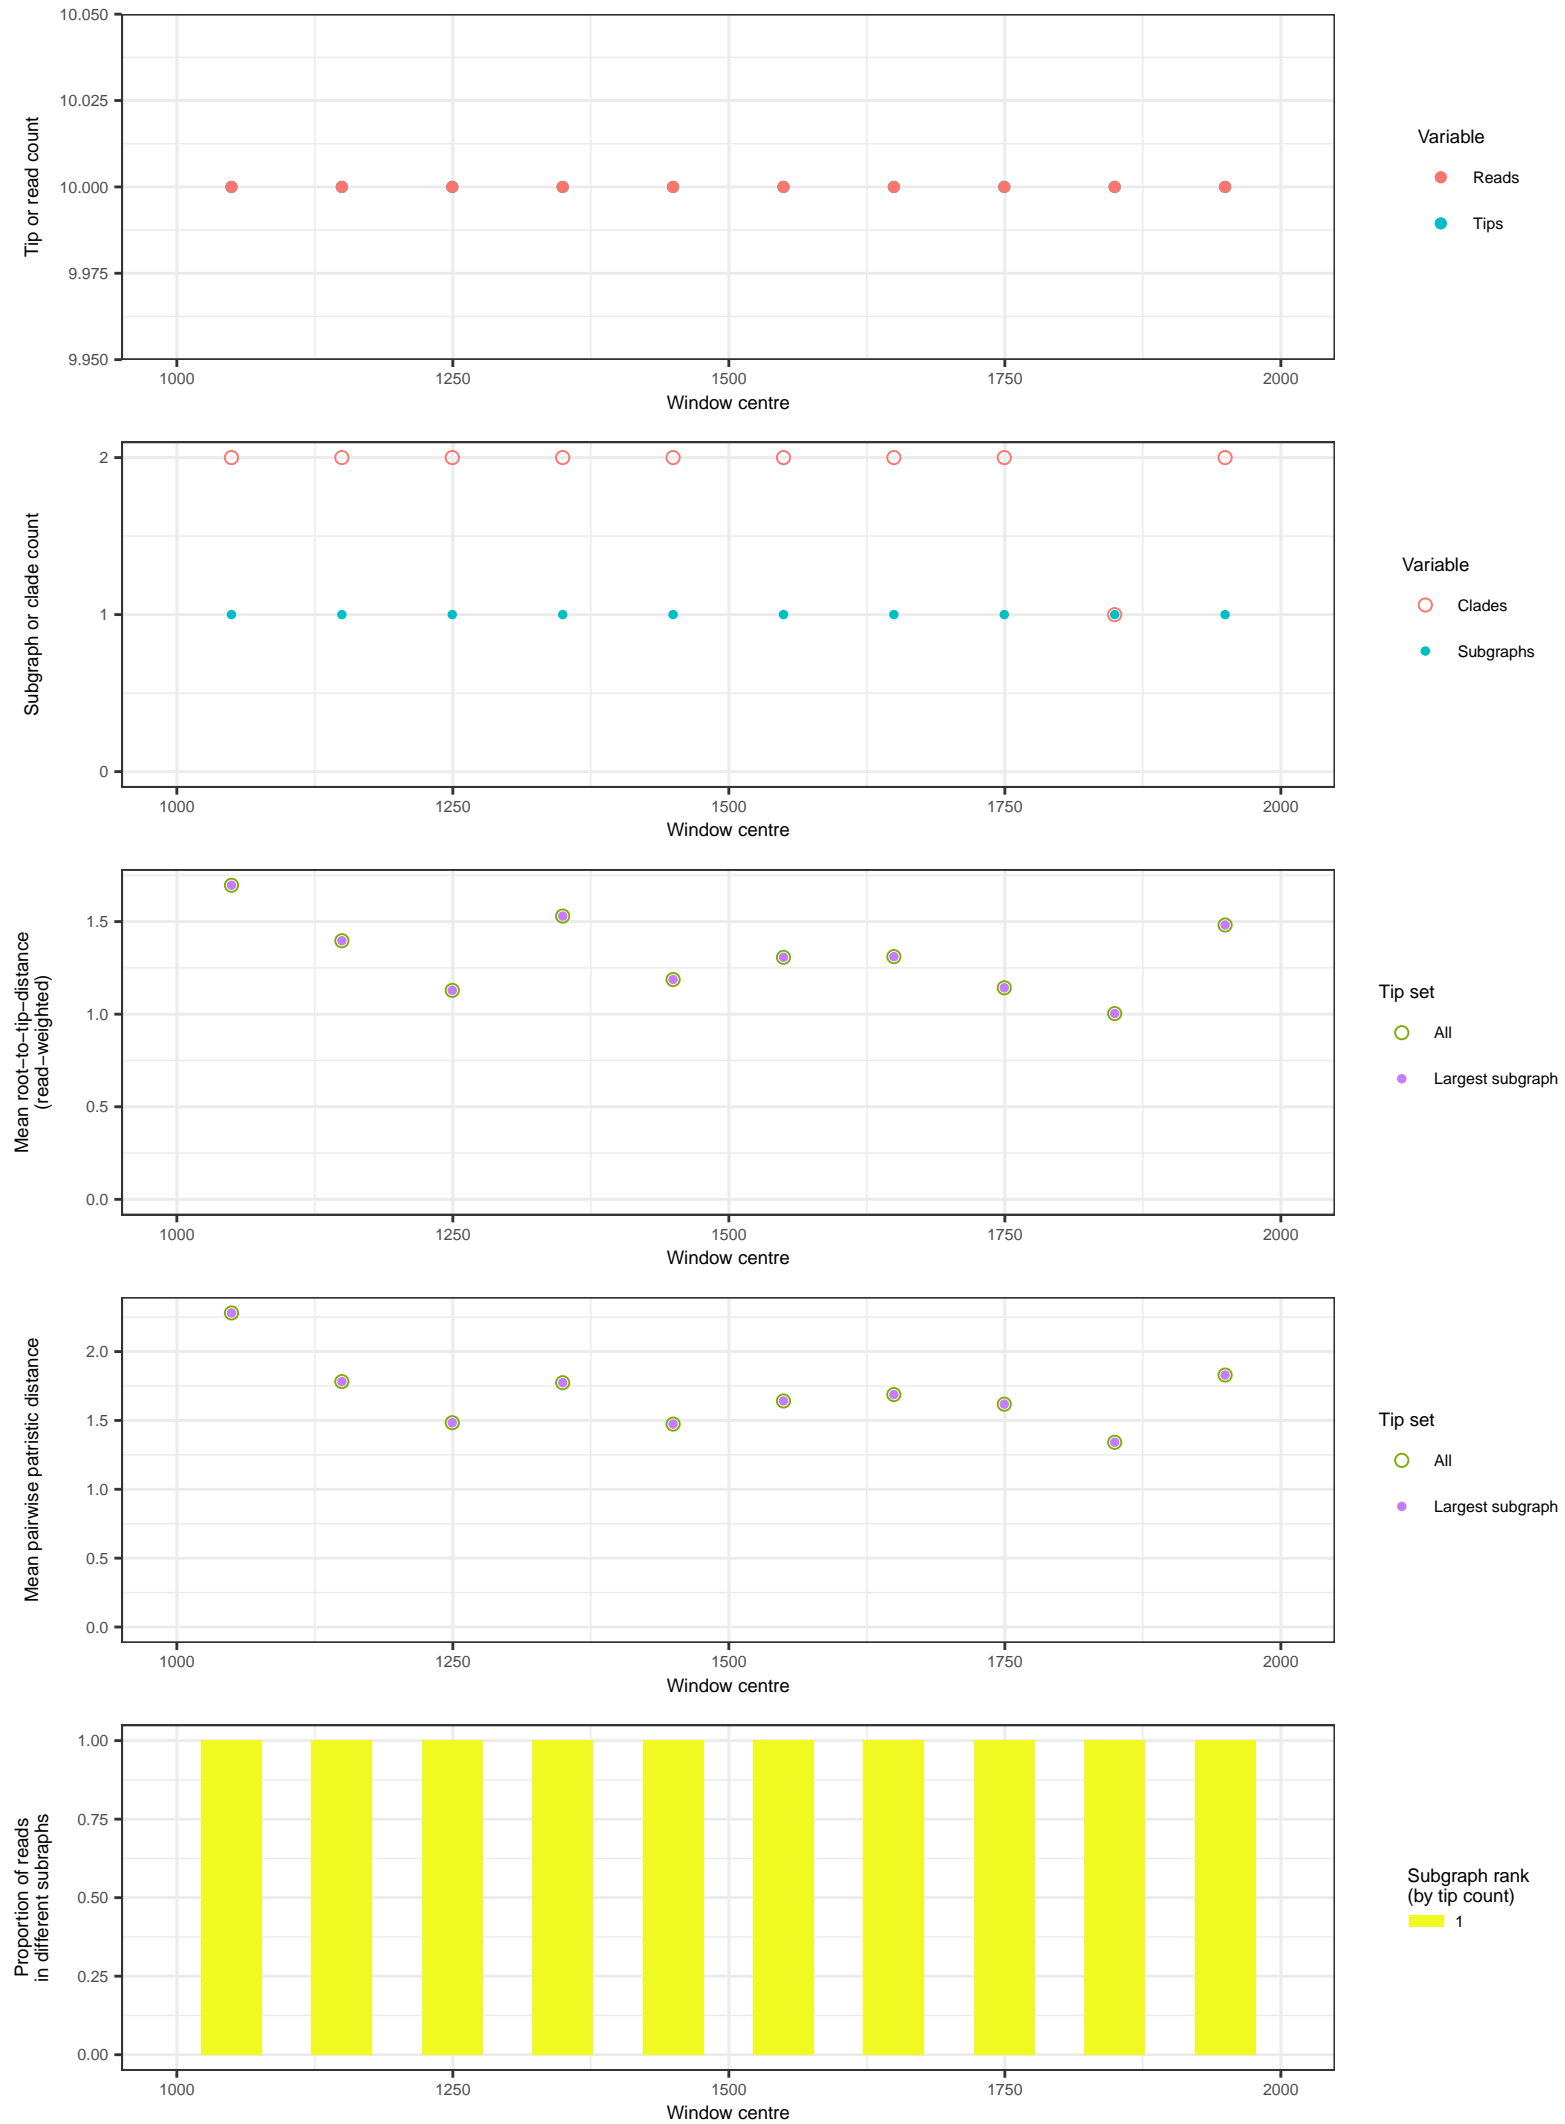 10.050
10.025
10.000
9.975
9.950
Tip or read count
1000 1250 1500 1750 2000
Window centre
Variable
Reads
Tips
2
1
0
Subgraph or clade count
1000 1250 1500 1750 2000
Window centre
Variable
Clades
Subgraphs
1.5
1.0
0.5
0.0
Mean root−to−tip−distance
(read−weighted)
1000 1250 1500 1750 2000
Window centre
Tip set
All
Largest subgraph
2.0
1.5
1.0
0.5
0.0
Mean pairwise patristic distance
1000 1250 1500 1750 2000
Window centre
Tip set
All
Largest subgraph
1.00
0.75
0.50
0.25
0.00
Proportion of reads
in different subraphs
1000 1250 1500 1750 2000
Window centre
Subgraph rank
(by tip count)
1